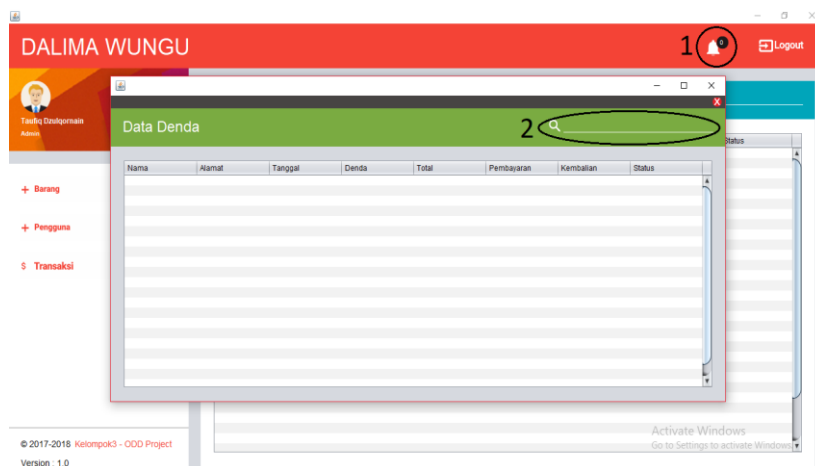 DALIMA WUNGU
1
0
Logout
Taufiq Dzulqornain
Admin
X
Data Denda
2
Nama Alamat Tanggal Denda Total Pembayaran Kembalian Status
Status
+ Barang
+ Pengguna
$ Transaksi
© 2017-2018 Kelompok3 - OOD Project
Version : 1.0
Activate Windows
Go to Settings to activate Windows.